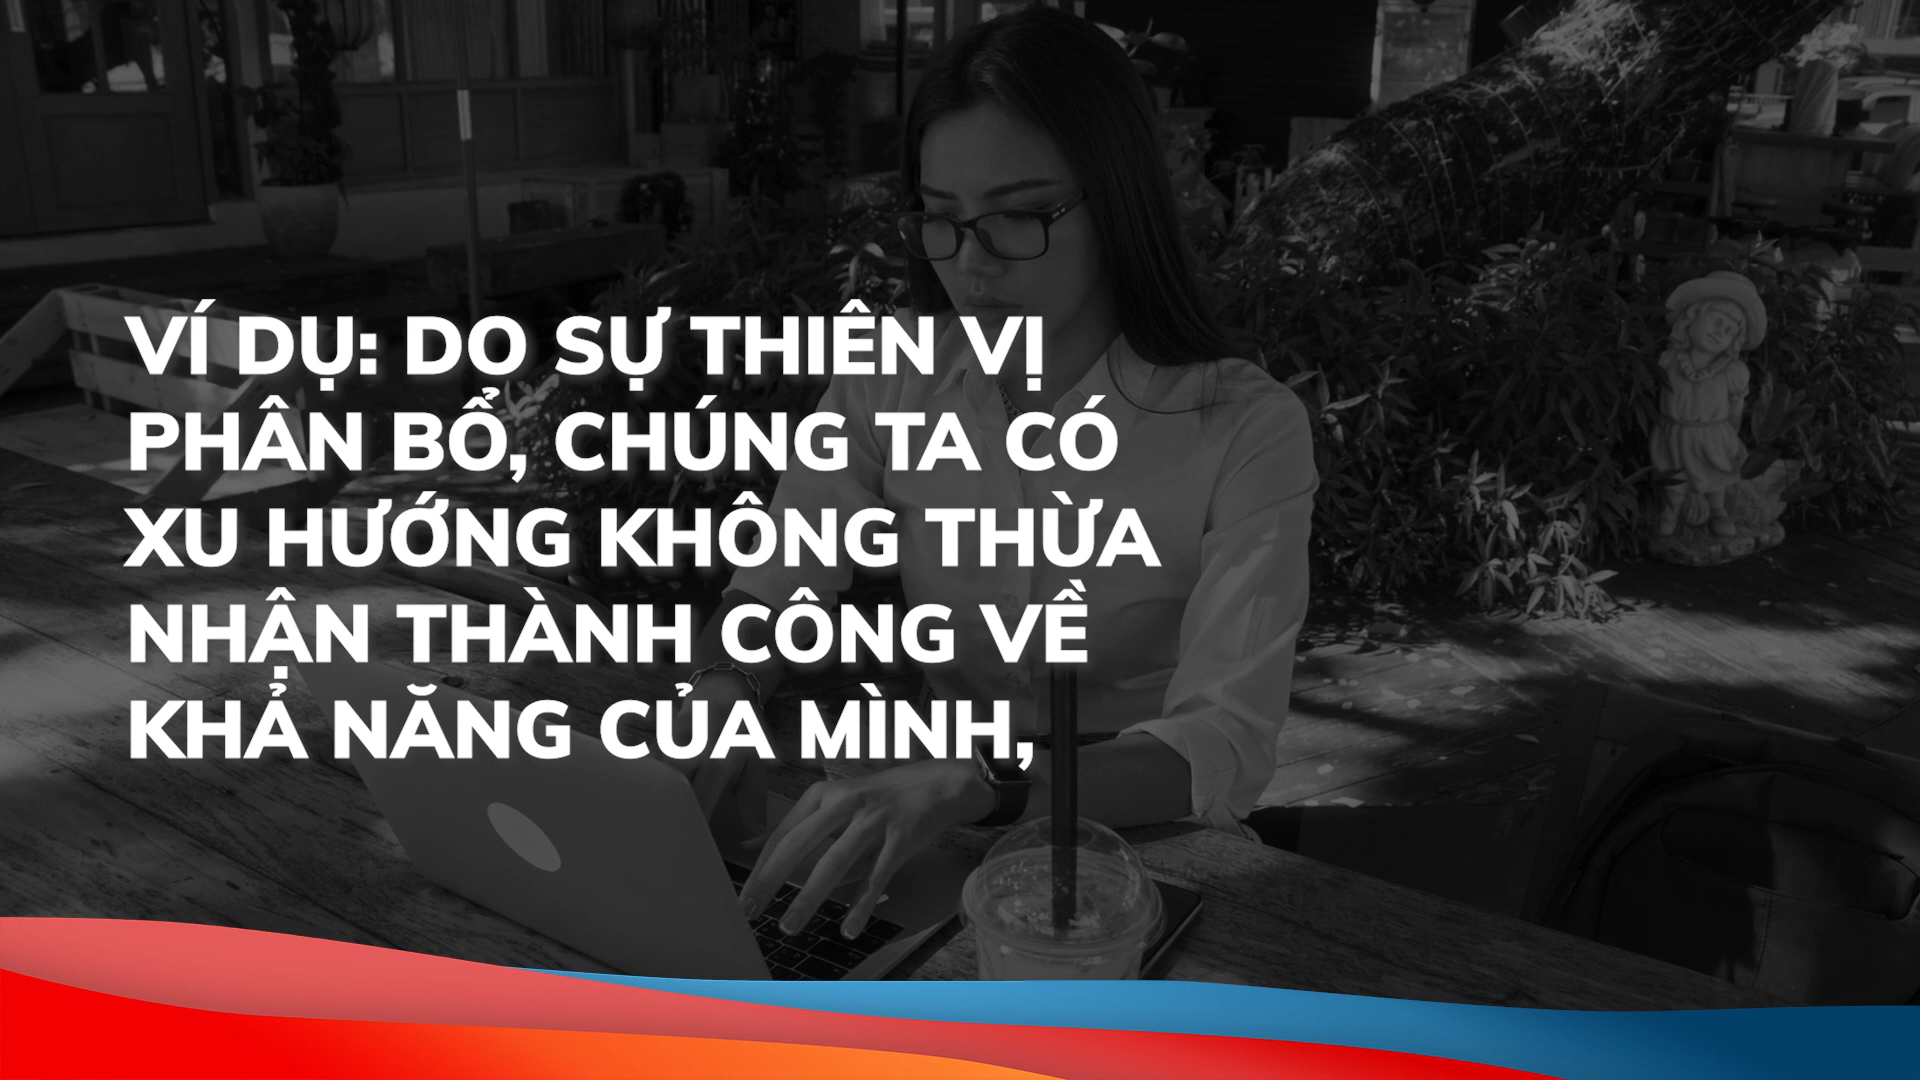 VÍ DỤ: DO SỰ THIÊN VỊ
PHÂN BỔ, CHÚNG TA CÓ
XU HƯỚNG KHÔNG THỪA
NHẬN THÀNH CÔNG VỀ
KHẢ NĂNG CỦA MÌNH,